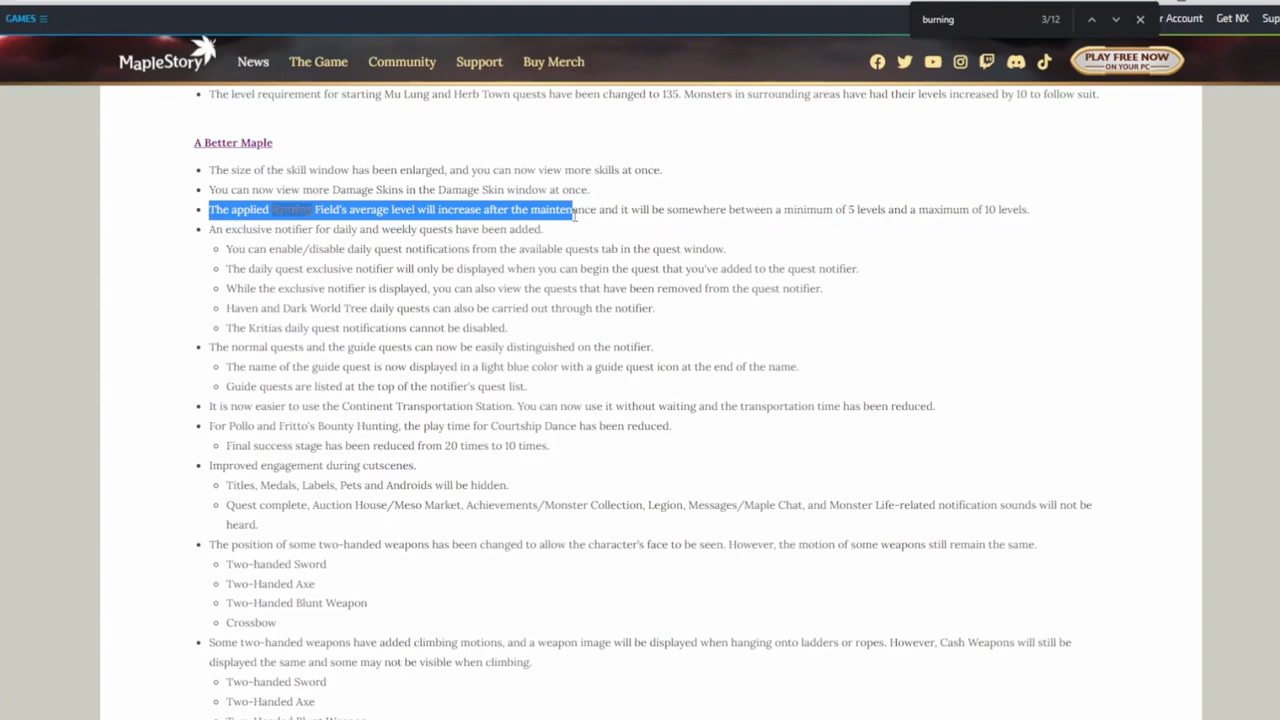 burning
3/12
GAMES
r Account
Get NX
Sup
MapleStory
News
The Game
Community
Support
Buy Merch
PLAY FREE NOW
ON YOUR PC
The level requirement for starting Mu Lung and Herb Town quests have been changed to 135. Monsters in surrounding areas have had their levels increased by 10 to follow suit.
A Better Maple
The size of the skill window has been enlarged, and you can now view more skills at once.
You can now view more Damage Skins in the Damage Skin window at once.
The applied Burning Field's average level will increase after the maintenance and it will be somewhere between a minimum of 5 levels and a maximum of 10 levels.
An exclusive notifier for daily and weekly quests have been added.
You can enable/disable daily quest notifications from the available quests tab in the quest window.
The daily quest exclusive notifier will only be displayed when you can begin the quest that you've added to the quest notifier.
While the exclusive notifier is displayed, you can also view the quests that have been removed from the quest notifier.
Haven and Dark World Tree daily quests can also be carried out through the notifier.
The Kritias daily quest notifications cannot be disabled.
The normal quests and the guide quests can now be easily distinguished on the notifier.
The name of the guide quest is now displayed in a light blue color with a guide quest icon at the end of the name.
Guide quests are listed at the top of the notifier's quest list.
It is now easier to use the Continent Transportation Station. You can now use it without waiting and the transportation time has been reduced.
For Pollo and Fritto's Bounty Hunting, the play time for Courtship Dance has been reduced.
Final success stage has been reduced from 20 times to 10 times.
Improved engagement during cutscenes.
Titles, Medals, Labels, Pets and Androids will be hidden.
Quest complete, Auction House/Meso Market, Achievements/Monster Collection, Legion, Messages/Maple Chat, and Monster Life-related notification sounds will not be
heard.
The position of some two-handed weapons has been changed to allow the character's face to be seen. However, the motion of some weapons still remain the same.
Two-handed Sword
Two-Handed Axe
Two-Handed Blunt Weapon
Crossbow
Some two-handed weapons have added climbing motions, and a weapon image will be displayed when hanging onto ladders or ropes. However, Cash Weapons will still be
displayed the same and some may not be visible when climbing.
Two-handed Sword
Two-Handed Axe
Two-Handed Blunt Weapon